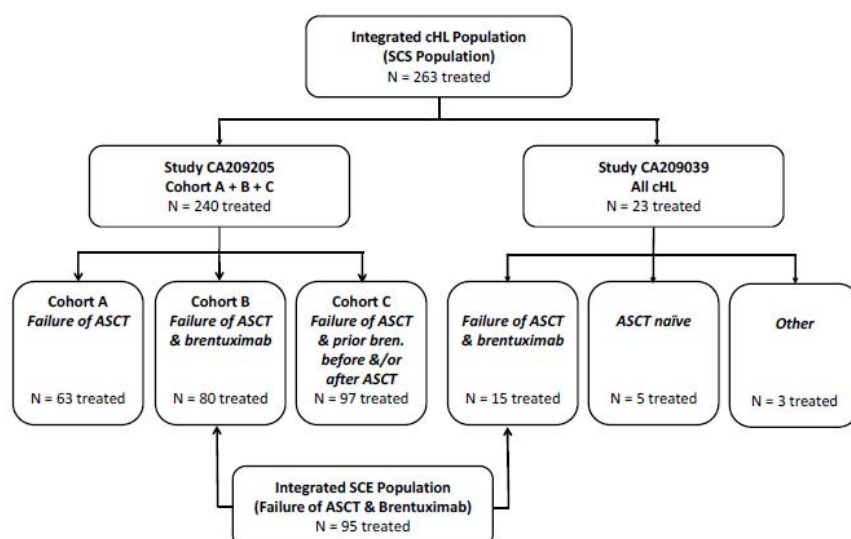 Integrated cHL Population
(SCS Population)
N = 263 treated
Study CA209205
Cohort A + B + C
N = 240 treated
Study CA209039
All cHL
N = 23 treated
Cohort A
Failure of ASCT
N = 63 treated
Cohort B
Failure of ASCT
& brentuximab
N = 80 treated
Cohort C
Failure of ASCT
& prior bren.
before &/or
after ASCT
N = 97 treated
Failure of ASCT
& brentuximab
N = 15 treated
ASCT naïve
N = 5 treated
Other
N = 3 treated
Integrated SCE Population
(Failure of ASCT & Brentuximab)
N = 95 treated